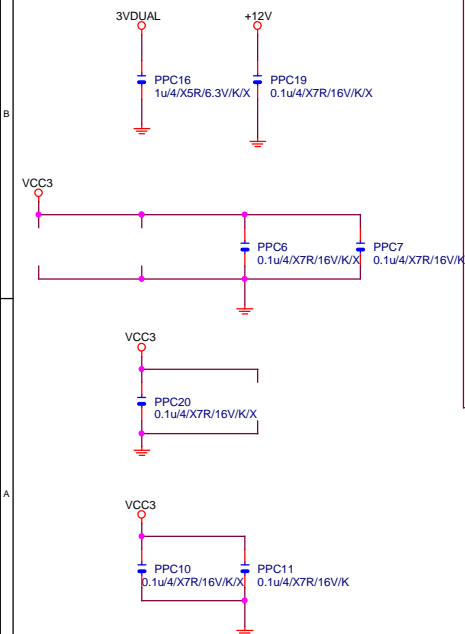 3VDUAL
+12V
PPC16
1u/4/X5R/6.3V/K/X
PPC19
0.1u/4/X7R/16V/K/X
B
VCC3
PPC6
0.1u/4/X7R/16V/K/X
PPC7
0.1u/4/X7R/16V/K
VCC3
PPC20
0.1u/4/X7R/16V/K/X
A
VCC3
PPC10
0.1u/4/X7R/16V/K/X
PPC11
0.1u/4/X7R/16V/K